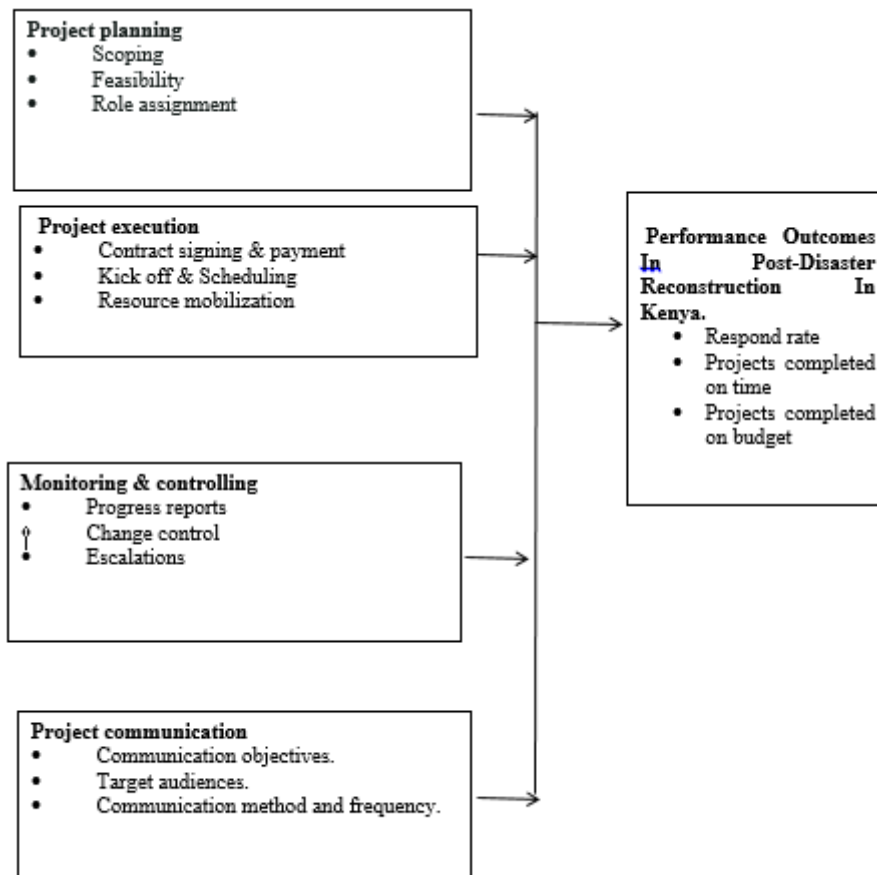 Project planning
• Scoping
• Feasibility
• Role assignment
Project execution
• Contract signing & payment
• Kick off & Scheduling
• Resource mobilization
Monitoring & controlling
• Progress reports
Change control
• Escalations
Project communication
• Communication objectives.
• Target audiences.
• Communication method and frequency.
Performance Outcomes
In Post-Disaster
Reconstruction In
Kenya.
• Respond rate
• Projects completed
on time
• Projects completed
on budget